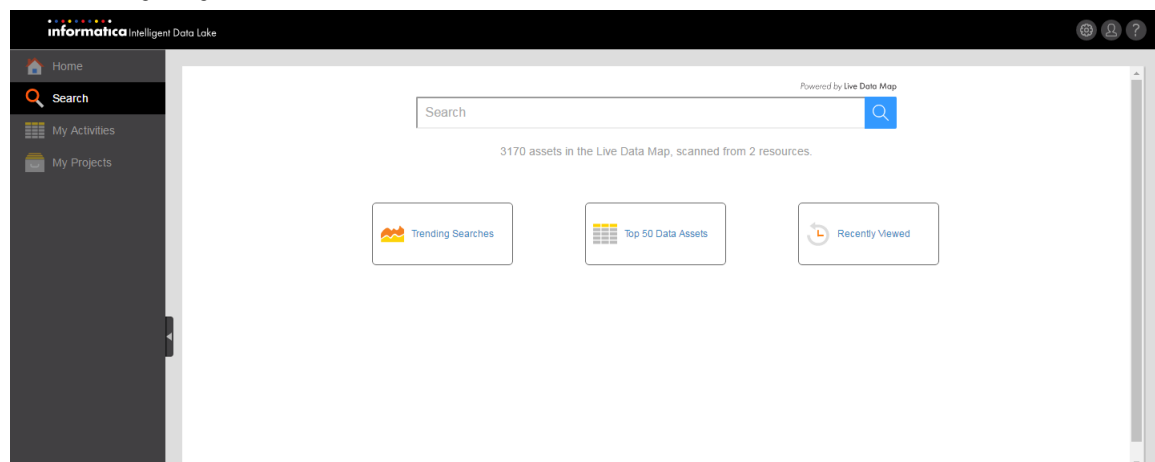 informatica Intelligent Data Lake
?
Home
Search
My Activities
My Projects
Powered by Live Data Map
Search
3170 assets in the Live Data Map, scanned from 2 resources.
Trending Searches
Top 50 Data Assets
Recently Viewed